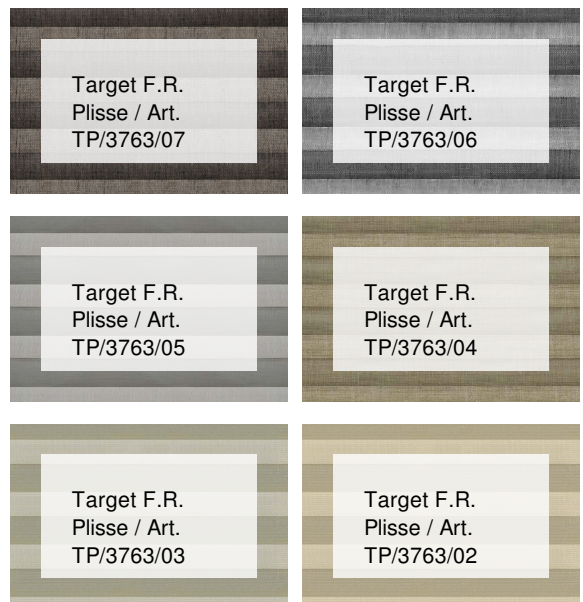 Target F.R.
Plisse / Art.
TP/3763/07
Target F.R.
Plisse / Art.
TP/3763/06
Target F.R.
Plisse / Art.
TP/3763/05
Target F.R.
Plisse / Art.
TP/3763/04
Target F.R.
Plisse / Art.
TP/3763/03
Target F.R.
Plisse / Art.
TP/3763/02